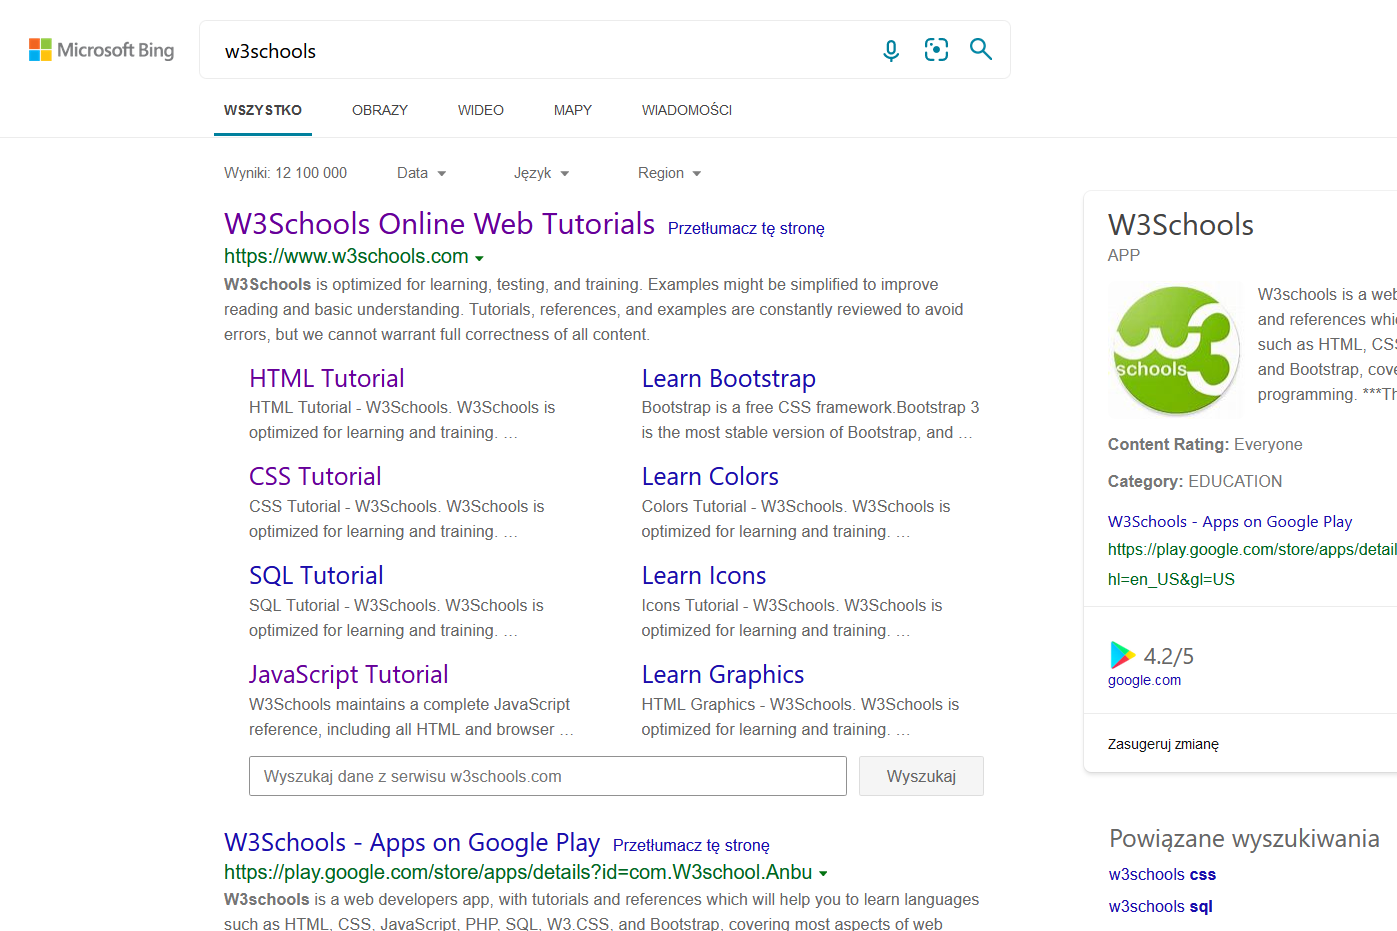 Microsoft Bing
w3schools
WSZYSTKO
OBRAZY
WIDEO
MAPY
WIADOMOŚCI
Wyniki: 12 100 000
Data
Język
Region
W3Schools Online Web Tutorials Przetłumacz tę stronę
https://www.w3schools.com
W3Schools is optimized for learning, testing, and training. Examples might be simplified to improve
reading and basic understanding. Tutorials, references, and examples are constantly reviewed to avoid
errors, but we cannot warrant full correctness of all content.
HTML Tutorial
HTML Tutorial - W3Schools. W3Schools is
optimized for learning and training. …
Learn Bootstrap
Bootstrap is a free CSS framework.Bootstrap 3
is the most stable version of Bootstrap, and …
CSS Tutorial
CSS Tutorial - W3Schools. W3Schools is
optimized for learning and training. …
Learn Colors
Colors Tutorial - W3Schools. W3Schools is
optimized for learning and training. …
SQL Tutorial
SQL Tutorial - W3Schools. W3Schools is
optimized for learning and training. …
Learn Icons
Icons Tutorial - W3Schools. W3Schools is
optimized for learning and training. …
JavaScript Tutorial
W3Schools maintains a complete JavaScript
reference, including all HTML and browser …
Learn Graphics
HTML Graphics - W3Schools. W3Schools is
optimized for learning and training. …
Wyszukaj dane z serwisu w3schools.com
Wyszukaj
W3Schools - Apps on Google Play Przetłumacz tę stronę
https://play.google.com/store/apps/details?id=com.W3school.Anbu
W3schools is a web developers app, with tutorials and references which will help you to learn languages
such as HTML, CSS, JavaScript, PHP, SQL, W3.CSS, and Bootstrap, covering most aspects of web
W3Schools
APP
w3
schools
W3schools is a web
and references whi
such as HTML, CSS
and Bootstrap, cove
programming. ***Th
Content Rating: Everyone
Category: EDUCATION
W3Schools - Apps on Google Play
https://play.google.com/store/apps/detail
hl=en_US&gl=US
4.2/5
google.com
Zasugeruj zmianę
Powiązane wyszukiwania
w3schools css
w3schools sql